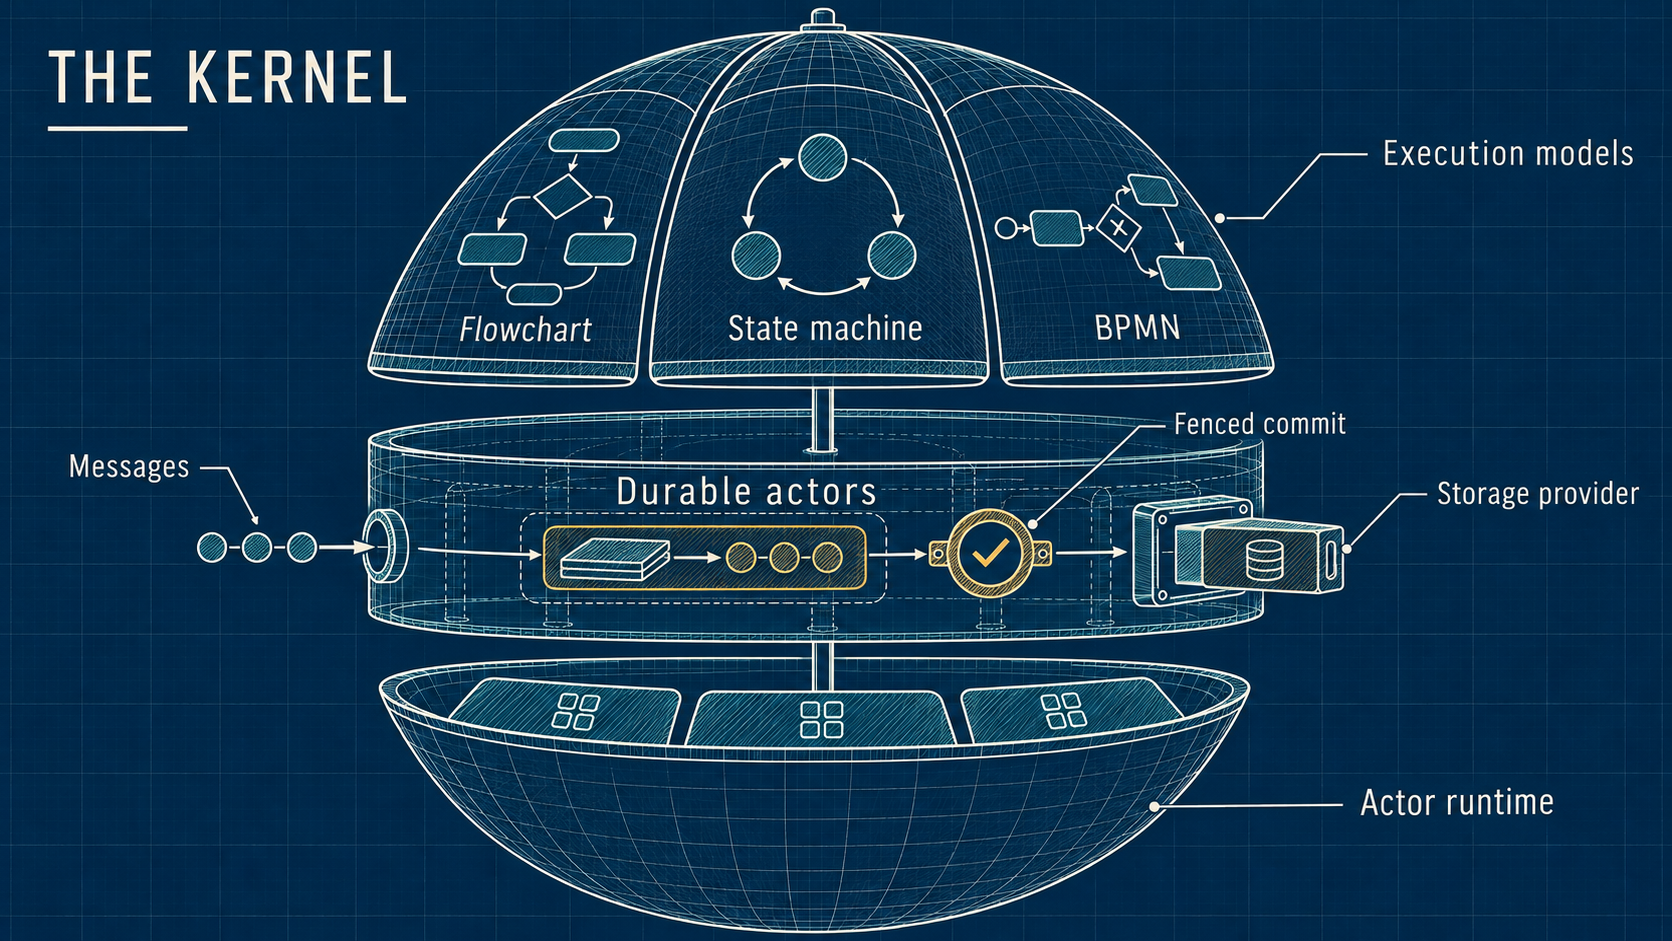 THE KERNEL
Execution models
Flowchart
State machine
BPMN
Fenced commit
Messages
Durable actors
Storage provider
Actor runtime